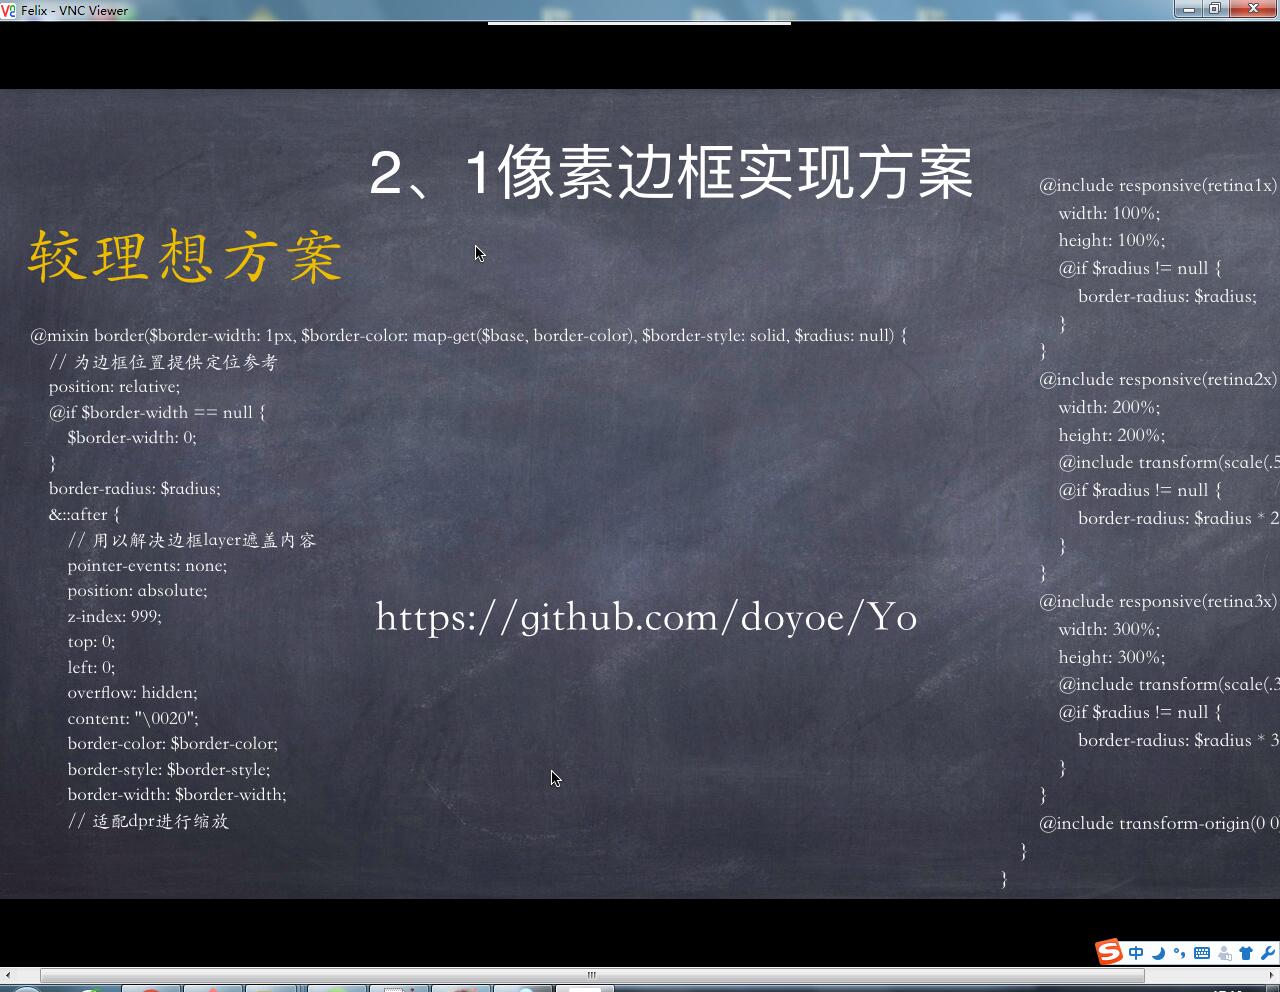 Felix - VNC Viewer
2、1像素边框实现方案
较理想方案
@mixin border($border-width: 1px, $border-color: map-get($base, border-color), $border-style: solid, $radius: null) {
// 为边框位置提供定位参考
position: relative;
@if $border-width == null {
$border-width: 0;
}
border-radius: $radius;
&::after {
// 用以解决边框layer遮盖内容
pointer-events: none;
position: absolute;
z-index: 999;
top: 0;
left: 0;
overflow: hidden;
content: "\0020";
border-color: $border-color;
border-style: $border-style;
border-width: $border-width;
// 适配dpr进行缩放
https://github.com/doyoe/Yo
@include responsive(retina1x)
width: 100%;
height: 100%;
@if $radius != null {
border-radius: $radius;
}
}
@include responsive(retina2x)
width: 200%;
height: 200%;
@include transform(scale(.5
@if $radius != null {
border-radius: $radius * 2
}
}
@include responsive(retina3x)
width: 300%;
height: 300%;
@include transform(scale(.3
@if $radius != null {
border-radius: $radius * 3
}
}
@include transform-origin(0 0
}
}
中